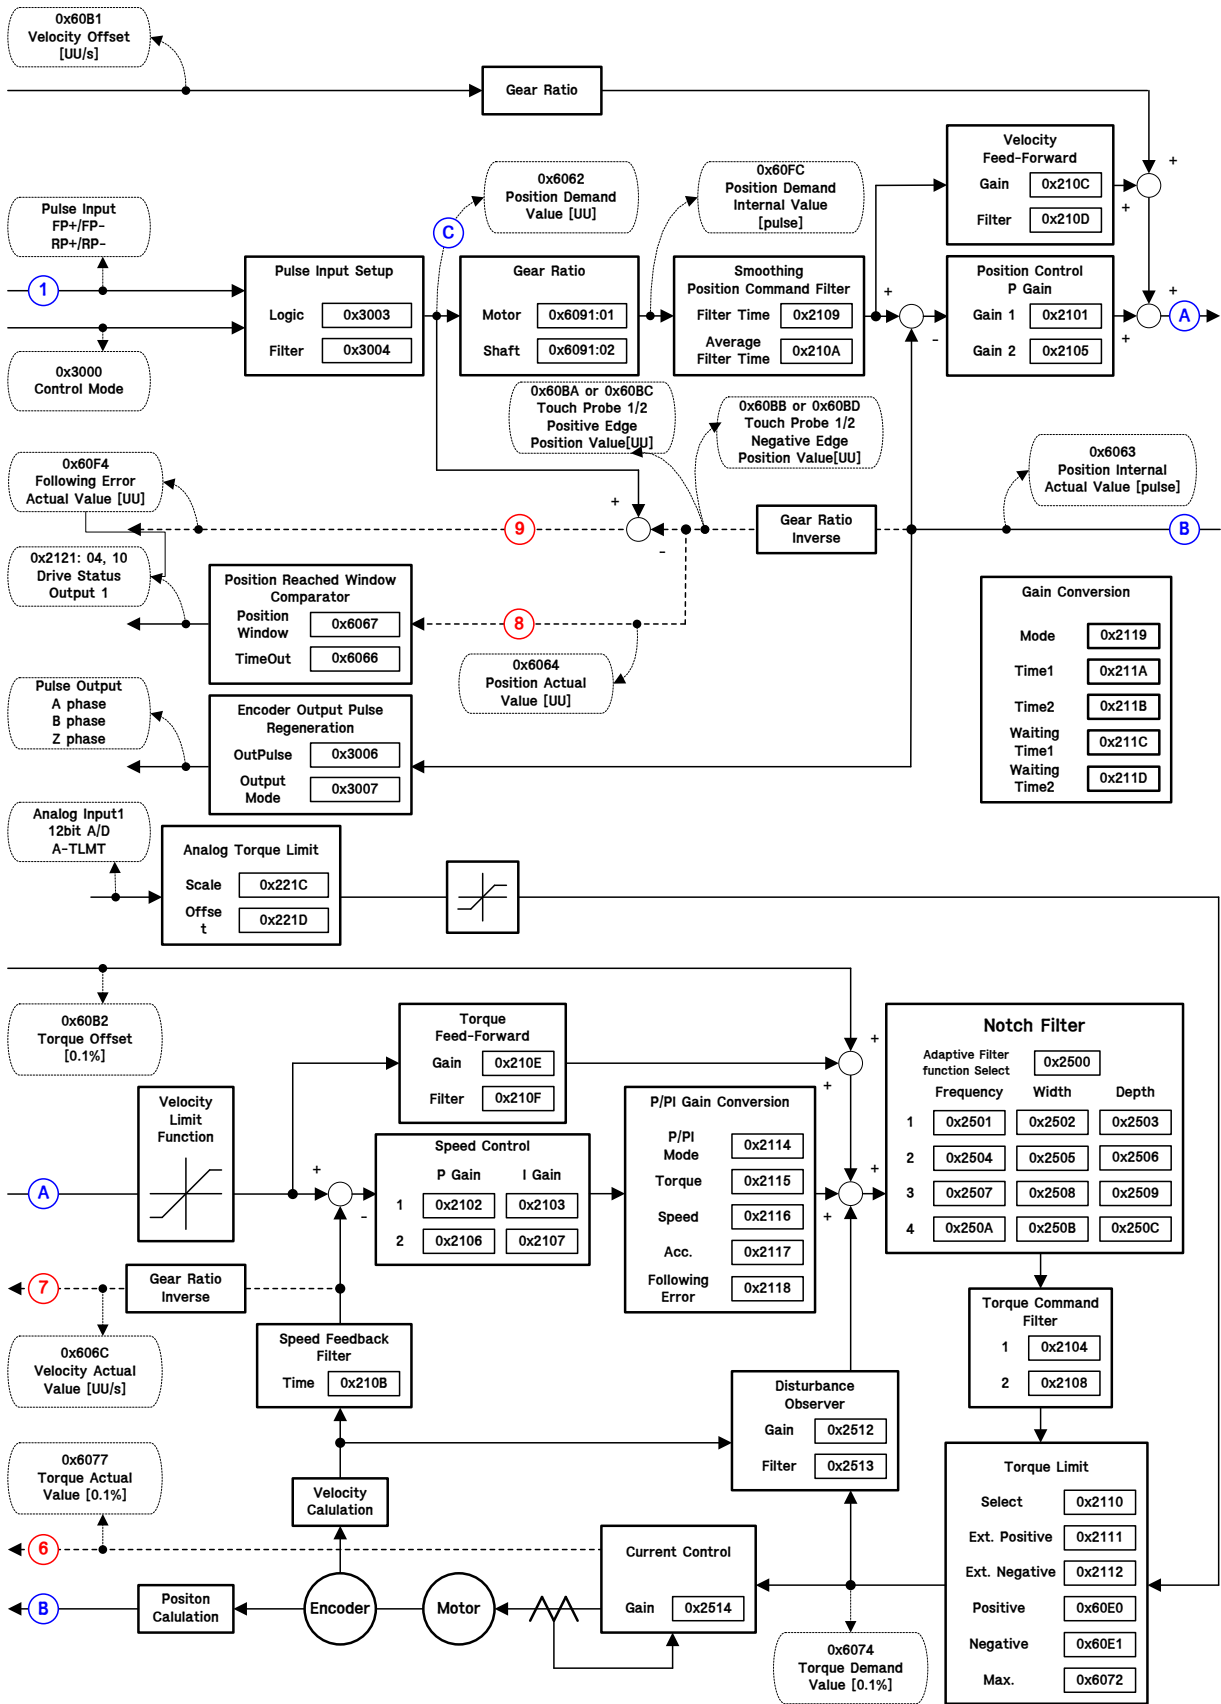 0x60B1
Velocity Offset
[UU/s]
Gear Ratio
Velocity
Feed-Forward
Gain 0x210C
Filter 0x210D
+
+
0x6062
Position Demand
Value [UU]
0x60FC
Position Demand
Internal Value
[pulse]
Pulse Input
FP+/FP-
RP+/RP-
C
1
Pulse Input Setup
Logic 0x3003
Filter 0x3004
Gear Ratio
Motor 0x6091:01
Shaft 0x6091:02
Smoothing
Position Command Filter
Filter Time 0x2109
Average
Filter Time 0x210A
+
-
Position Control
P Gain
Gain 1 0x2101
Gain 2 0x2105
+
+
A
0x3000
Control Mode
0x60BA or 0x60BC
Touch Probe 1/2
Positive Edge
Position Value[UU]
0x60BB or 0x60BD
Touch Probe 1/2
Negative Edge
Position Value[UU]
0x6063
Position Internal
Actual Value [pulse]
0x60F4
Following Error
Actual Value [UU]
9
+
-
Gear Ratio
Inverse
B
0x2121: 04, 10
Drive Status
Output 1
Position Reached Window
Comparator
Position
Window 0x6067
TimeOut 0x6066
8
0x6064
Position Actual
Value [UU]
Gain Conversion
Mode 0x2119
Time1 0x211A
Time2 0x211B
Waiting
Time1 0x211C
Waiting
Time2 0x211D
Pulse Output
A phase
B phase
Z phase
Encoder Output Pulse
Regeneration
OutPulse 0x3006
Output
Mode 0x3007
Analog Input1
12bit A/D
A-TLMT
Analog Torque Limit
Scale 0x221C
Offse
t 0x221D
0x60B2
Torque Offset
[0.1%]
Torque
Feed-Forward
Gain 0x210E
Filter 0x210F
+
+
Notch Filter
Adaptive Filter
function Select 0x2500
Frequency Width Depth
1 0x2501 0x2502 0x2503
2 0x2504 0x2505 0x2506
3 0x2507 0x2508 0x2509
4 0x250A 0x250B 0x250C
Velocity
Limit
Function
A
+
-
Speed Control
P Gain I Gain
1 0x2102 0x2103
2 0x2106 0x2107
P/PI Gain Conversion
P/PI
Mode 0x2114
Torque 0x2115
Speed 0x2116
Acc. 0x2117
Following
Error 0x2118
+
+
7
Gear Ratio
Inverse
0x606C
Velocity Actual
Value [UU/s]
Speed Feedback
Filter
Time 0x210B
Torque Command
Filter
1 0x2104
2 0x2108
Disturbance
Observer
Gain 0x2512
Filter 0x2513
0x6077
Torque Actual
Value [0.1%]
Velocity
Calulation
6
Current Control
Gain 0x2514
Torque Limit
Select 0x2110
Ext. Positive 0x2111
Ext. Negative 0x2112
Positive 0x60E0
Negative 0x60E1
Max. 0x6072
B
Positon
Calulation
Encoder
Motor
0x6074
Torque Demand
Value [0.1%]